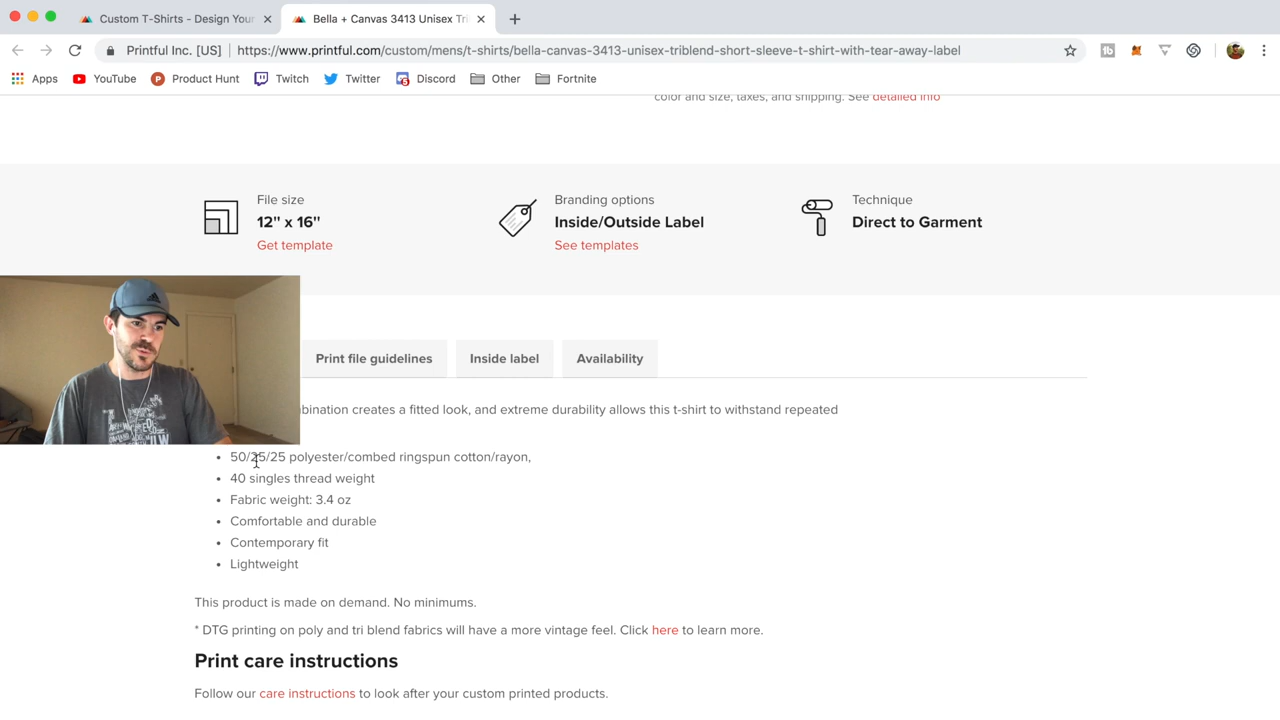 Custom T-Shirts - Design Your
Bella + Canvas 3413 Unisex Tri
Printful Inc. [US]
https://www.printful.com/custom/mens/t-shirts/bella-canvas-3413-unisex-triblend-short-sleeve-t-shirt-with-tear-away-label
Apps
YouTube
Product Hunt
Twitch
Twitter
Discord
Other
Fortnite
color and size, taxes, and shipping. See detailed info
File size
12'' x 16''
Get template
Branding options
Inside/Outside Label
See templates
Technique
Direct to Garment
Print file guidelines
Inside label
Availability
bination creates a fitted look, and extreme durability allows this t-shirt to withstand repeated
• 50/25/25 polyester/combed ringspun cotton/rayon,
• 40 singles thread weight
• Fabric weight: 3.4 oz
• Comfortable and durable
• Contemporary fit
• Lightweight
This product is made on demand. No minimums.
* DTG printing on poly and tri blend fabrics will have a more vintage feel. Click here to learn more.
Print care instructions
Follow our care instructions to look after your custom printed products.